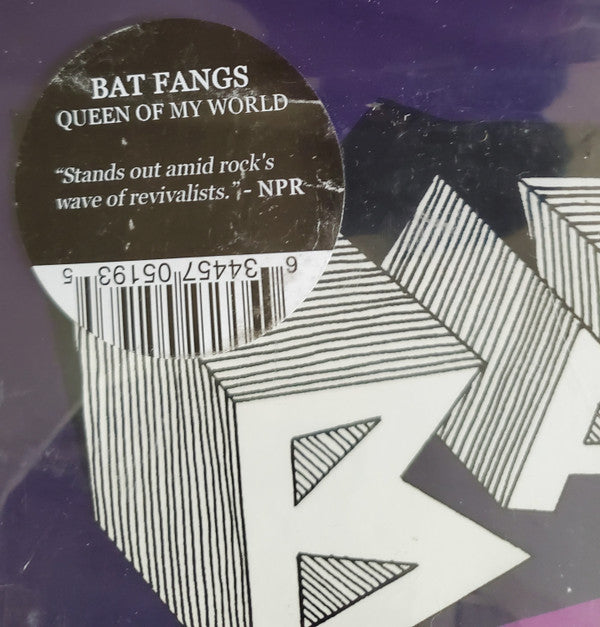 BAT FANGS
QUEEN OF MY WORLD
“Stands out amid rock's
wave of revivalists.” - NPR
6 34457 05193 5
BA